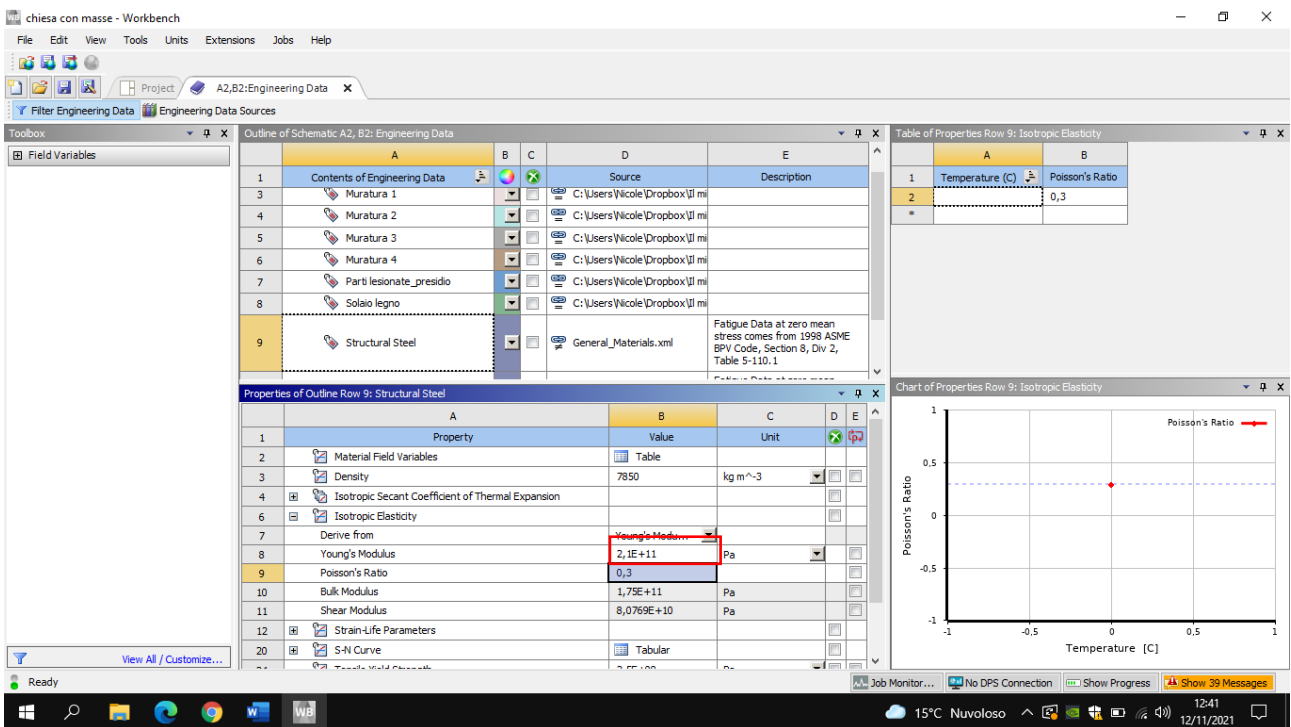 WB chiesa con masse - Workbench
File Edit View Tools Units Extensions Jobs Help
Project A2,B2:Engineering Data X
Filter Engineering Data Engineering Data Sources
Toolbox
Field Variables
View All / Customize...
Outline of Schematic A2, B2: Engineering Data
A B C D E
1 Contents of Engineering Data Source Description
3 Muratura 1 C:\Users\Nicole\Dropbox\Il mi
4 Muratura 2 C:\Users\Nicole\Dropbox\Il mi
5 Muratura 3 C:\Users\Nicole\Dropbox\Il mi
6 Muratura 4 C:\Users\Nicole\Dropbox\Il mi
7 Parti lesionate_presidio C:\Users\Nicole\Dropbox\Il mi
8 Solaio legno C:\Users\Nicole\Dropbox\Il mi
9 Structural Steel General_Materials.xml
Fatigue Data at zero mean
stress comes from 1998 ASME
BPV Code, Section 8, Div 2,
Table 5-110.1
Properties of Outline Row 9: Structural Steel
A B C D E
1 Property Value Unit
2 Material Field Variables Table
3 Density 7850 kg m^-3
4 Isotropic Secant Coefficient of Thermal Expansion
6 Isotropic Elasticity
7 Derive from Young's Modu...
8 Young's Modulus 2,1E+11 Pa
9 Poisson's Ratio 0,3
10 Bulk Modulus 1,75E+11 Pa
11 Shear Modulus 8,0769E+10 Pa
12 Strain-Life Parameters
20 S-N Curve Tabular
Table of Properties Row 9: Isotropic Elasticity
A B
1 Temperature (C) Poisson's Ratio
2 0,3
*
Chart of Properties Row 9: Isotropic Elasticity
Poisson's Ratio
1
0,5
0
-0,5
-1
Poisson's Ratio
-1 -0,5 0 0,5 1
Temperature [C]
Ready
Job Monitor... No DPS Connection Show Progress Show 39 Messages
W WB
15°C Nuvoloso
12:41
12/11/2021